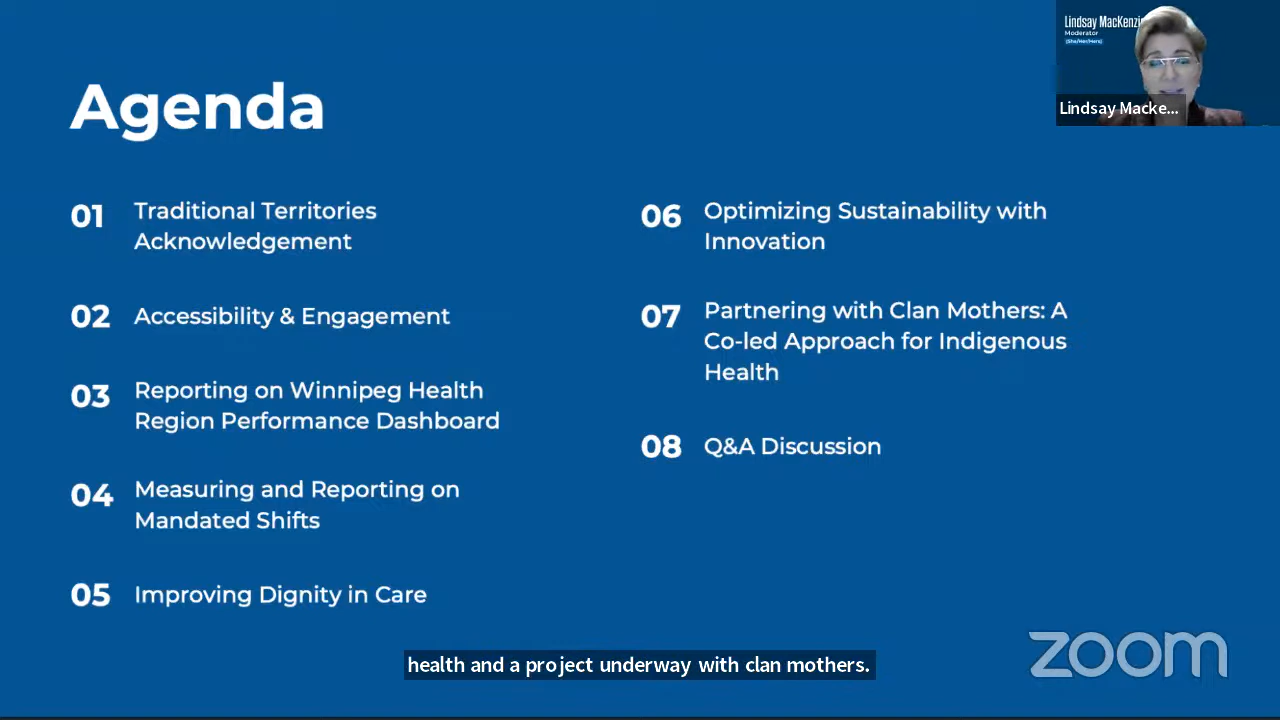 Lindsay MacKenzi
Moderator
(She/Her/Hers)
Lindsay Macke...
Agenda
01 Traditional Territories
Acknowledgement
02 Accessibility & Engagement
03 Reporting on Winnipeg Health
Region Performance Dashboard
04 Measuring and Reporting on
Mandated Shifts
05 Improving Dignity in Care
06 Optimizing Sustainability with
Innovation
07 Partnering with Clan Mothers: A
Co-led Approach for Indigenous
Health
08 Q&A Discussion
health and a project underway with clan mothers.
zoom